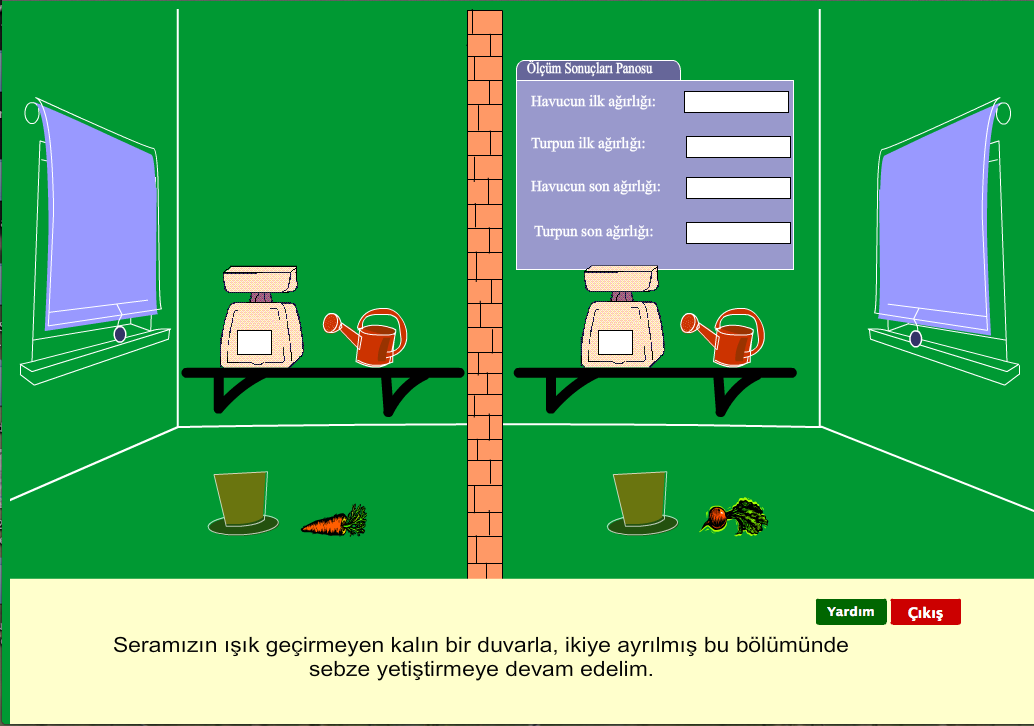 Ölçüm Sonuçları Panosu
Havucun ilk ağırlığı:
Turpun ilk ağırlığı:
Havucun son ağırlığı:
Turpun son ağırlığı:
Yardım
Çıkış
Seramızın ışık geçirmeyen kalın bir duvarla, ikiye ayrılmış bu bölümünde
sebze yetiştirmeye devam edelim.